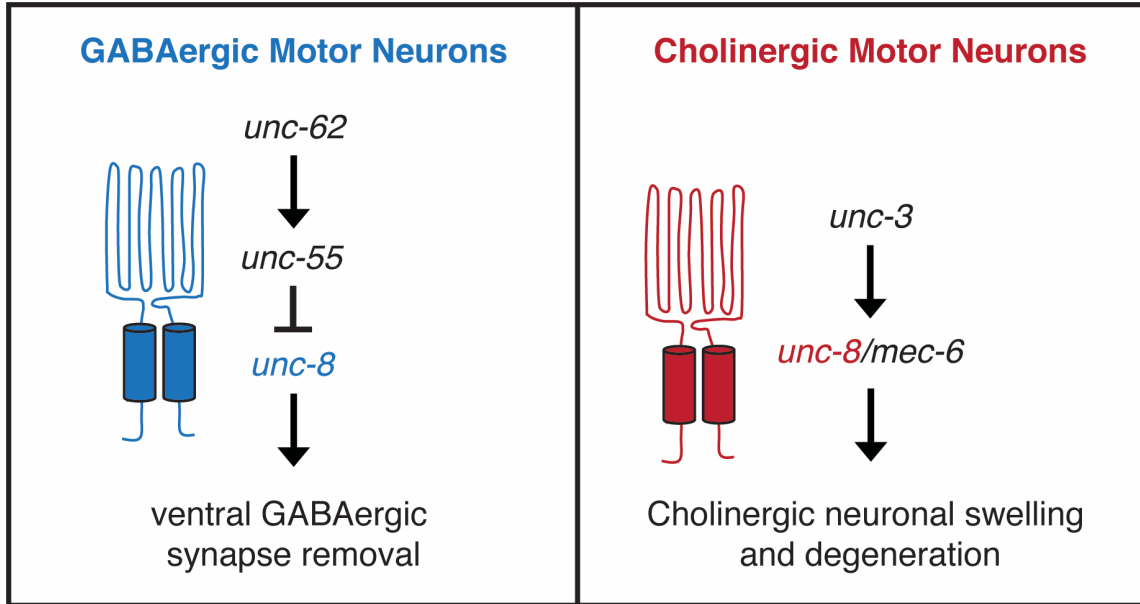 GABAergic Motor Neurons
unc-62
unc-55
unc-8
ventral GABAergic
synapse removal
Cholinergic Motor Neurons
unc-3
unc-8/mec-6
Cholinergic neuronal swelling
and degeneration